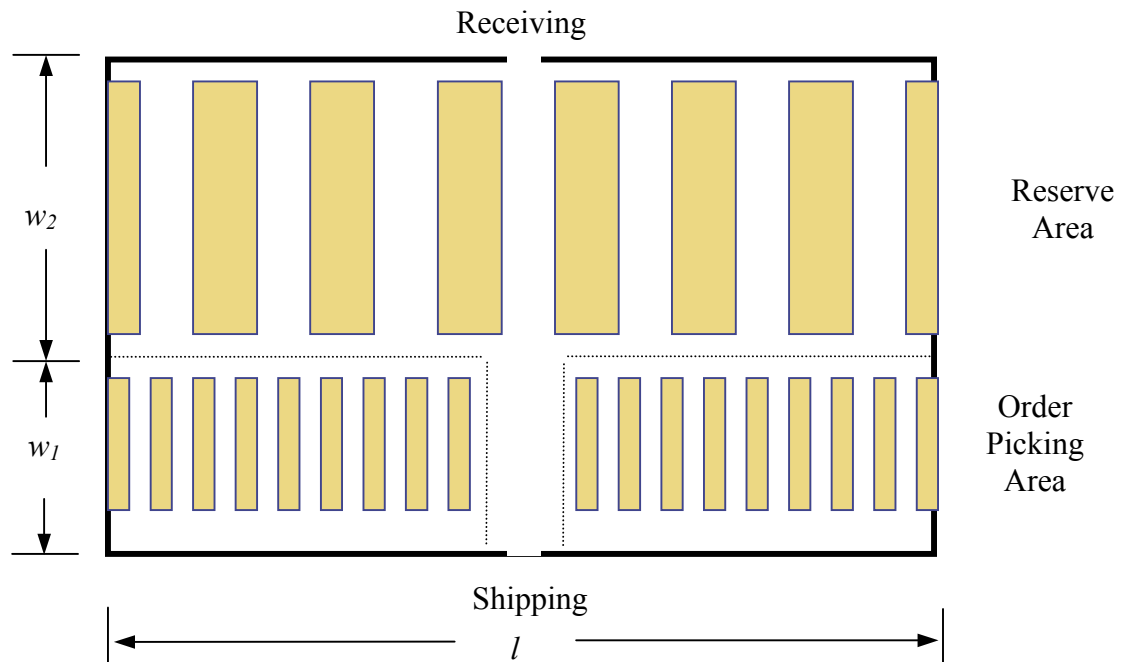 Receiving
w2
Reserve
Area
w1
Order
Picking
Area
Shipping
l